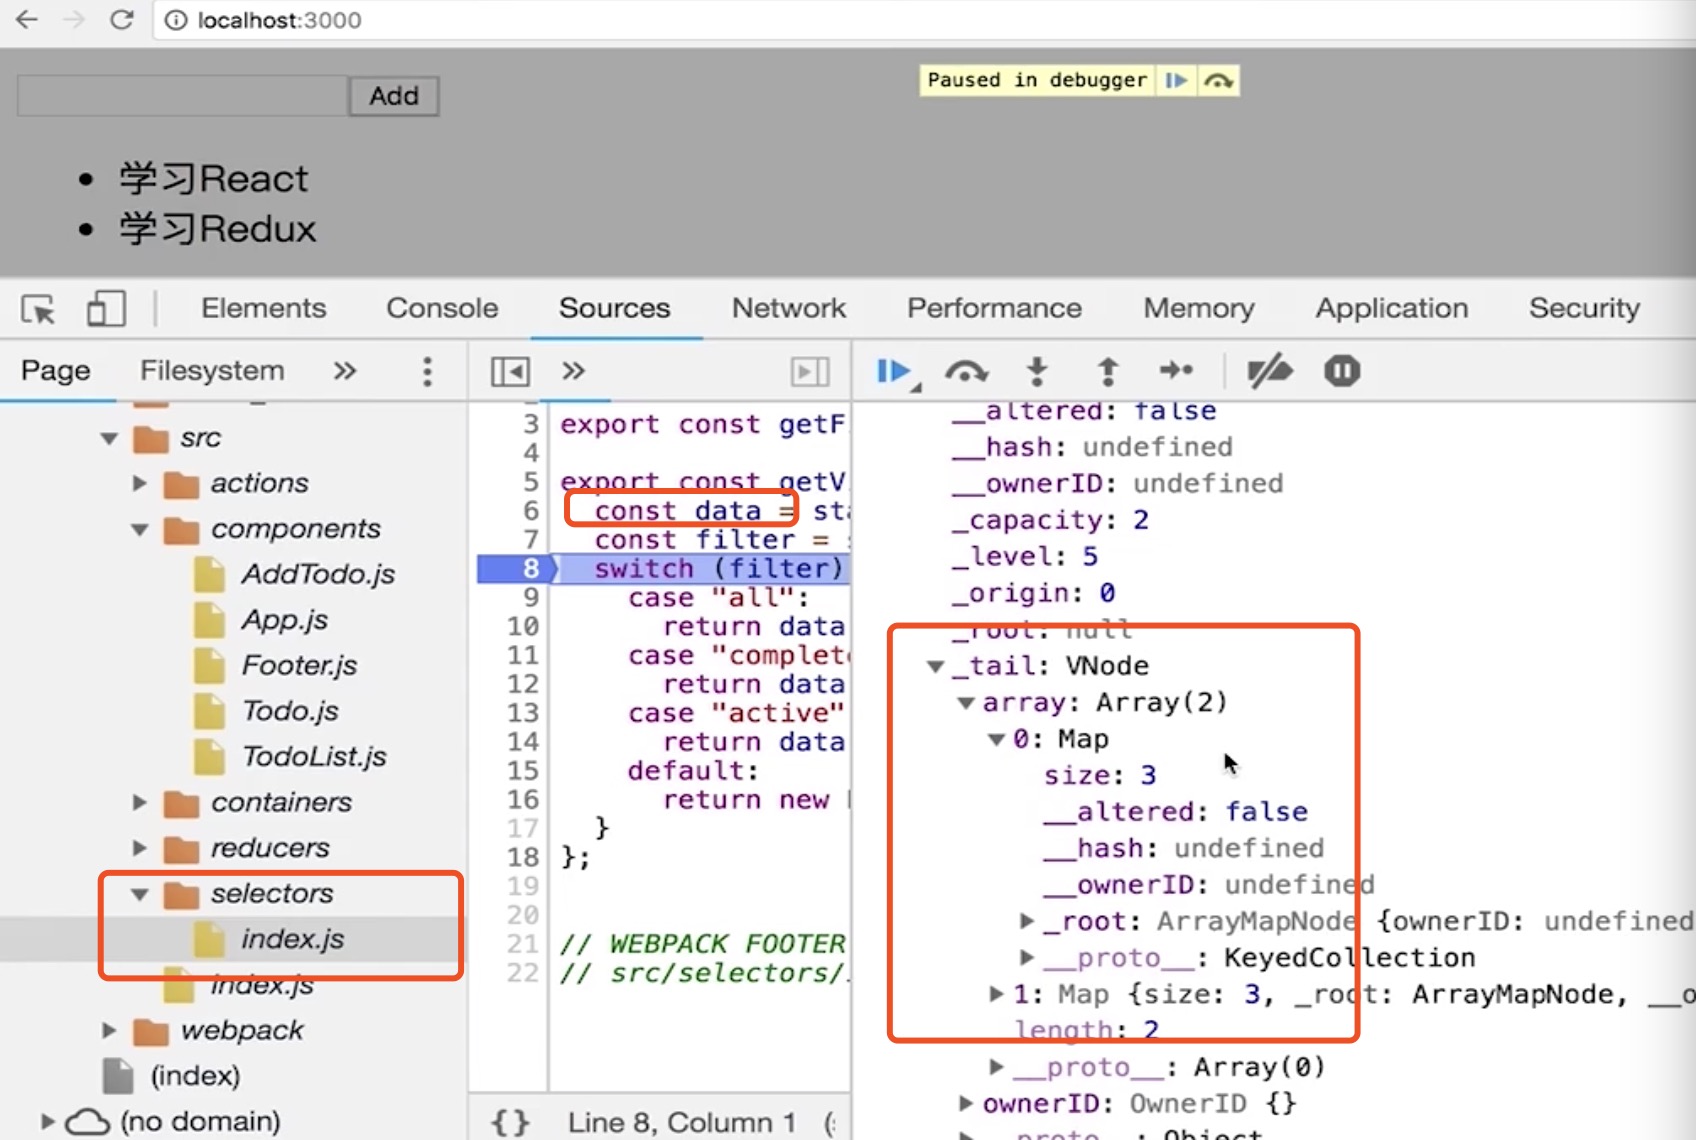 localhost:3000
Paused in debugger
Add
学习React
学习Redux
Elements Console Sources Network Performance Memory Application Security
Page Filesystem
src
actions
components
AddTodo.js
App.js
Footer.js
Todo.js
TodoList.js
containers
reducers
selectors
index.js
index.js
webpack
(index)
(no domain)
3 export const getF
4
5 export const getV
6 const data = sta
7 const filter = s
8 switch (filter)
9 case "all":
10 return data
11 case "complete
12 return data
13 case "active"
14 return data
15 default:
16 return new
17 }
18 };
19
20
21 // WEBPACK FOOTER
22 // src/selectors/.
{} Line 8, Column 1
__altered: false
__hash: undefined
__ownerID: undefined
_capacity: 2
_level: 5
_origin: 0
_root: null
_tail: VNode
array: Array(2)
0: Map
size: 3
__altered: false
__hash: undefined
__ownerID: undefined
_root: ArrayMapNode {ownerID: undefined
__proto__: KeyedCollection
1: Map {size: 3, _root: ArrayMapNode, __o
length: 2
__proto__: Array(0)
ownerID: OwnerID {}
__proto__: Object